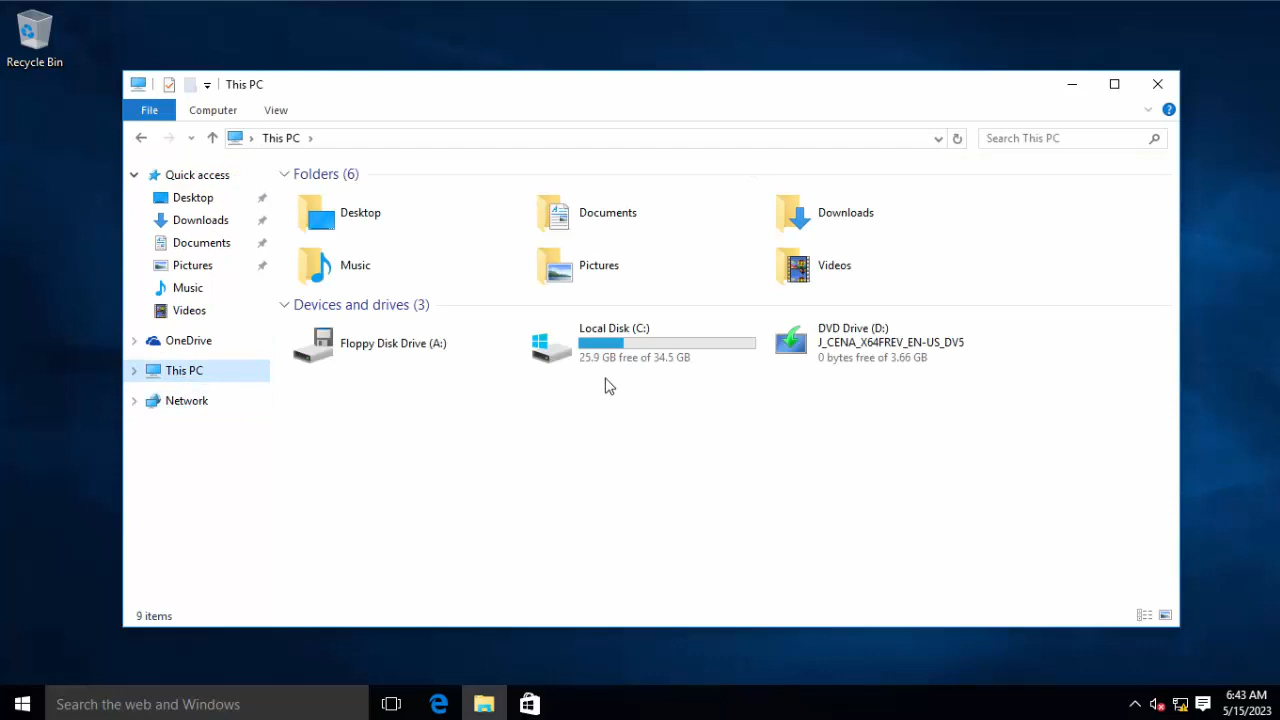 Recycle Bin
This PC
File
Computer
View
This PC
Search This PC
Quick access
Desktop
Downloads
Documents
Pictures
Music
Videos
OneDrive
This PC
Network
Folders (6)
Desktop
Documents
Downloads
Music
Pictures
Videos
Devices and drives (3)
Floppy Disk Drive (A:)
Local Disk (C:)
25.9 GB free of 34.5 GB
DVD Drive (D:)
J_CENA_X64FREV_EN-US_DV5
0 bytes free of 3.66 GB
9 items
Search the web and Windows
6:43 AM
5/15/2023